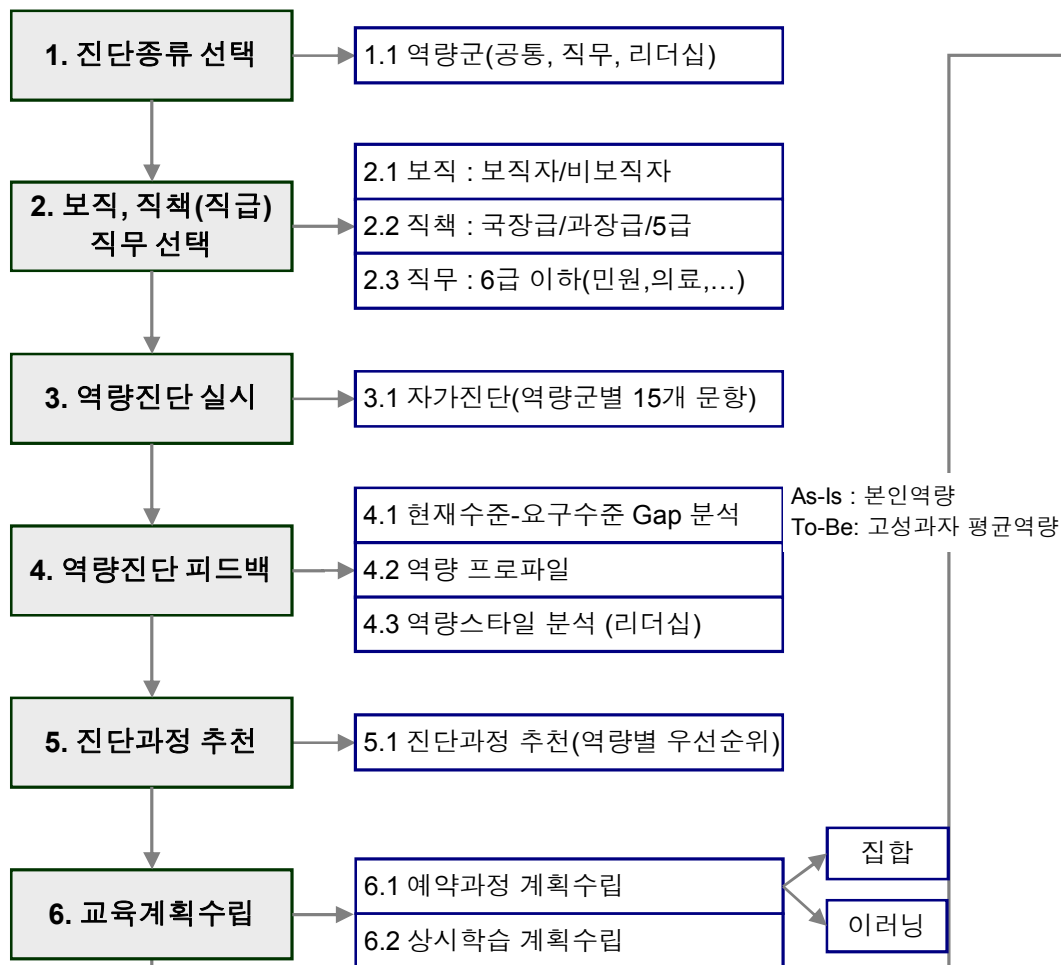 1. 진단종류 선택
1.1 역량군(공통, 직무, 리더십)
2. 보직, 직책(직급)
직무 선택
2.1 보직 : 보직자/비보직자
2.2 직책 : 국장급/과장급/5급
2.3 직무 : 6급 이하(민원,의료,…)
3. 역량진단 실시
3.1 자가진단(역량군별 15개 문항)
4. 역량진단 피드백
4.1 현재수준-요구수준 Gap 분석
4.2 역량 프로파일
4.3 역량스타일 분석 (리더십)
As-Is : 본인역량
To-Be: 고성과자 평균역량
5. 진단과정 추천
5.1 진단과정 추천(역량별 우선순위)
6. 교육계획수립
6.1 예약과정 계획수립
6.2 상시학습 계획수립
집합
이러닝